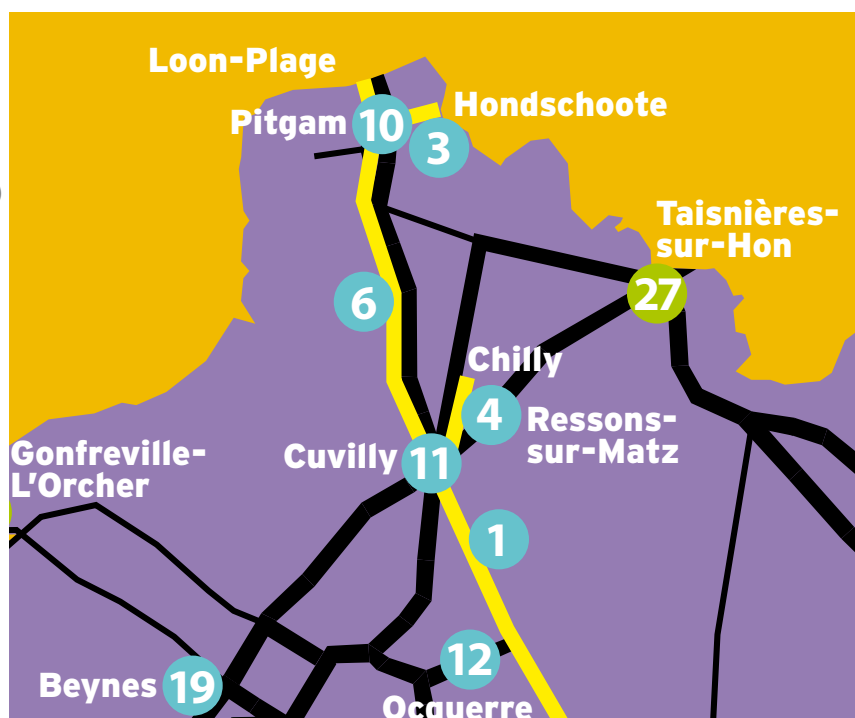 Loon-Plage
Hondschoote
Pitgam 10
3
Taisnières-
sur-Hon
27
6
Chilly
4
Ressons-
sur-Matz
Cuvilly 11
Gonfreville-
L'Orcher
1
12
Beynes 19
Ocquerre